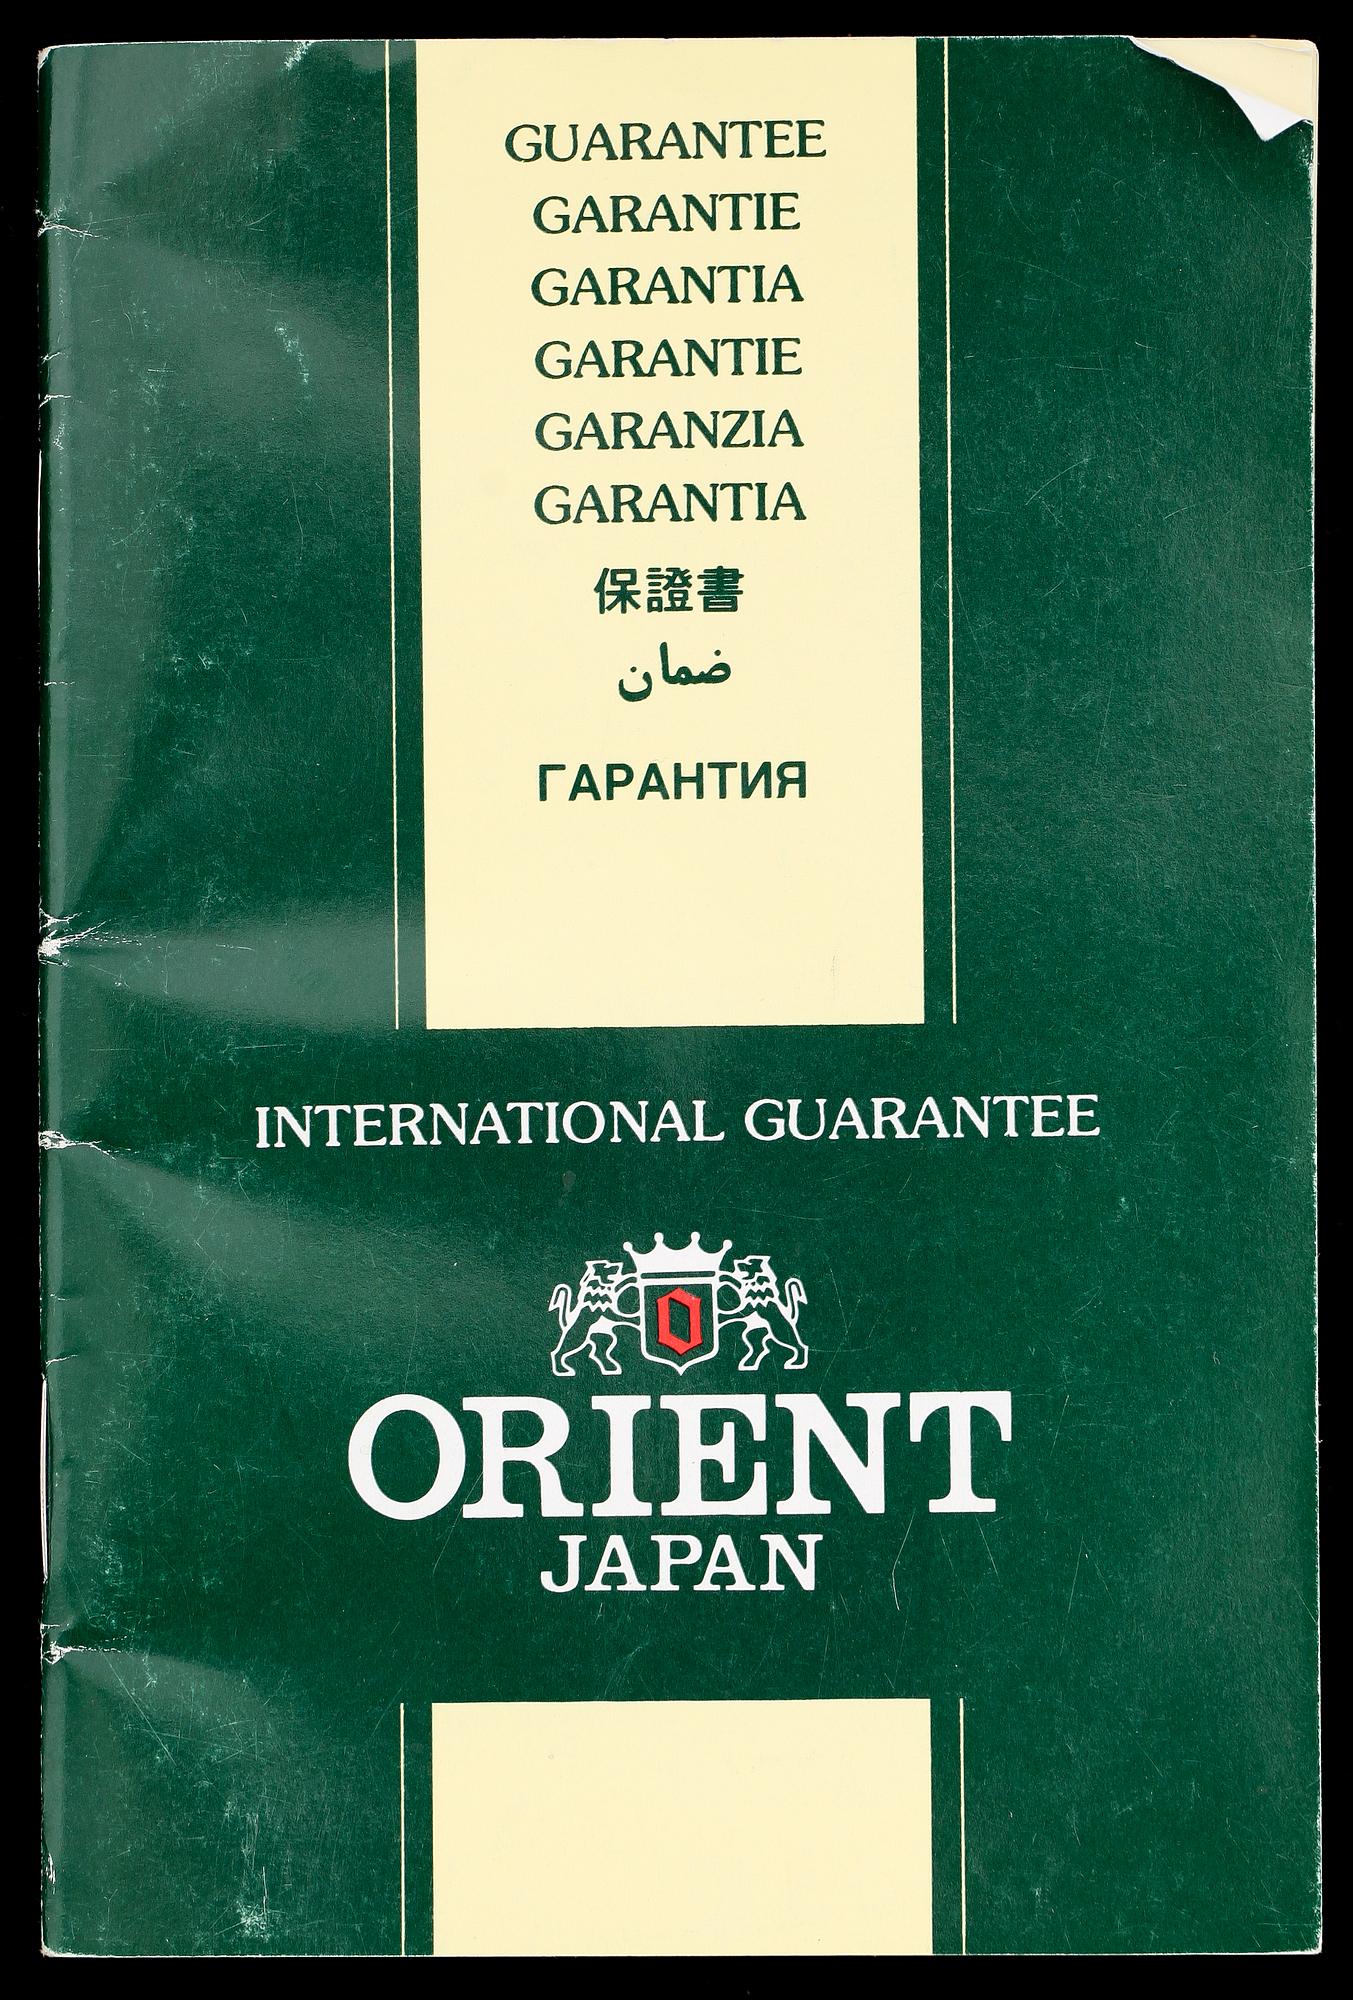 GUARANTEE
GARANTIE
GARANTIA
GARANTIE
GARANZIA
GARANTIA
保證書
ضمان
ГАРАНТИЯ
INTERNATIONAL GUARANTEE
O
ORIENT
JAPAN